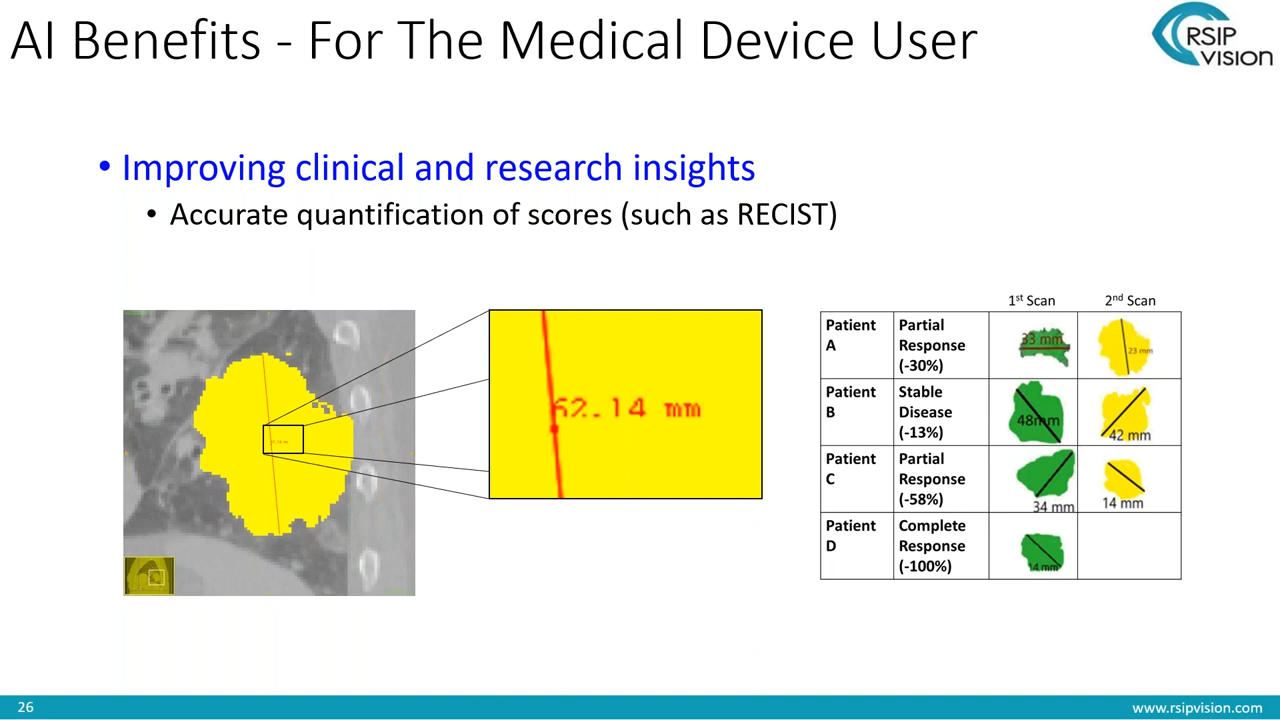 AI Benefits - For The Medical Device User
RSIP
VISION
• Improving clinical and research insights
• Accurate quantification of scores (such as RECIST)
62.14 mm
1st Scan
2nd Scan
Patient
A
Partial
Response
(-30%)
33 mm
23 mm
Patient
B
Stable
Disease
(-13%)
48mm
42 mm
Patient
C
Partial
Response
(-58%)
34 mm
14 mm
Patient
D
Complete
Response
(-100%)
14 mm
26
www.rsipvision.com